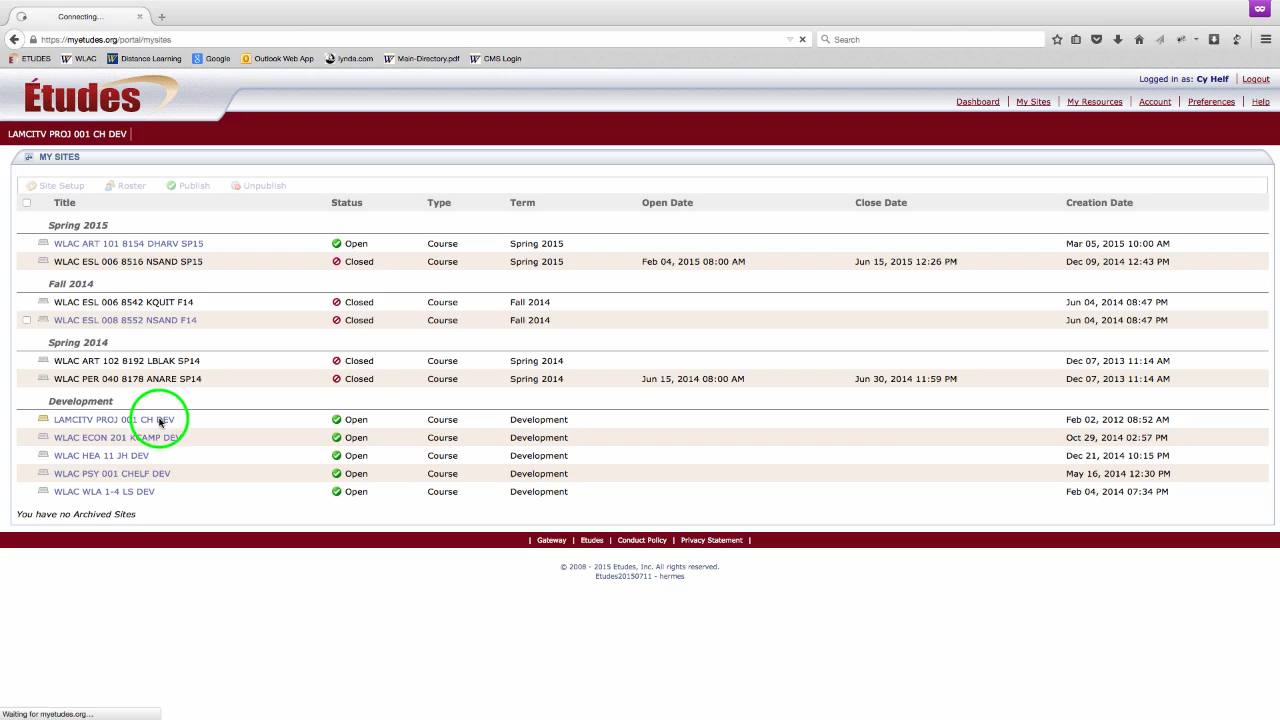 Connecting...
https://myetudes.org/portal/mysites
Search
ETUDES WLAC Distance Learning Google Outlook Web App lynda.com Main-Directory.pdf CMS Login
Logged in as: Cy Helf | Logout
Études
Dashboard | My Sites | My Resources | Account | Preferences | Help
LAMCITV PROJ 001 CH DEV
MY SITES
Site Setup Roster Publish Unpublish
Title Status Type Term Open Date Close Date Creation Date
Spring 2015
WLAC ART 101 8154 DHARV SP15 Open Course Spring 2015 Mar 05, 2015 10:00 AM
WLAC ESL 006 8516 NSAND SP15 Closed Course Spring 2015 Feb 04, 2015 08:00 AM Jun 15, 2015 12:26 PM Dec 09, 2014 12:43 PM
Fall 2014
WLAC ESL 006 8542 KQUIT F14 Closed Course Fall 2014 Jun 04, 2014 08:47 PM
WLAC ESL 008 8552 NSAND F14 Closed Course Fall 2014 Jun 04, 2014 08:47 PM
Spring 2014
WLAC ART 102 8192 LBLAK SP14 Closed Course Spring 2014 Dec 07, 2013 11:14 AM
WLAC PER 040 8178 ANARE SP14 Closed Course Spring 2014 Jun 15, 2014 08:00 AM Jun 30, 2014 11:59 PM Dec 07, 2013 11:14 AM
Development
LAMCITV PROJ 001 CH DEV Open Course Development Feb 02, 2012 08:52 AM
WLAC ECON 201 KCAMP DEV Open Course Development Oct 29, 2014 02:57 PM
WLAC HEA 11 JH DEV Open Course Development Dec 21, 2014 10:15 PM
WLAC PSY 001 CHELF DEV Open Course Development May 16, 2014 12:30 PM
WLAC WLA 1-4 LS DEV Open Course Development Feb 04, 2014 07:34 PM
You have no Archived Sites
| Gateway | Etudes | Conduct Policy | Privacy Statement |
© 2008 - 2015 Etudes, Inc. All rights reserved.
Etudes20150711 - hermes
Waiting for myetudes.org...